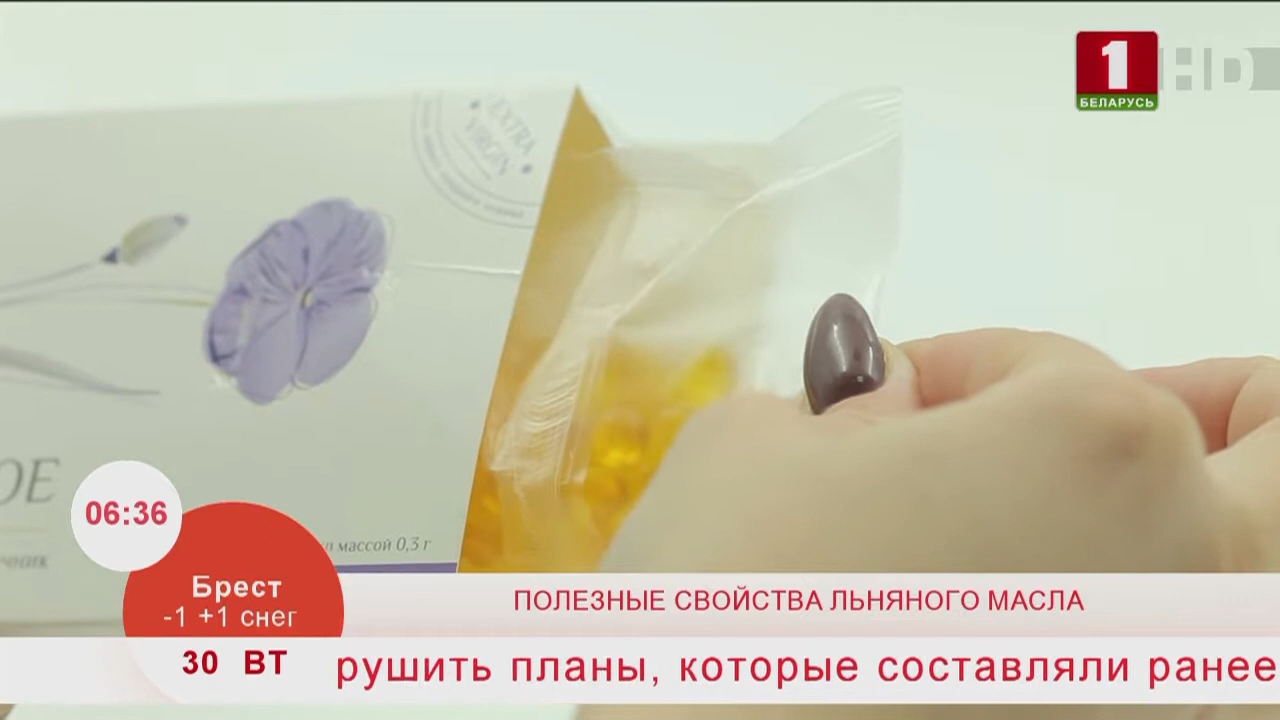 1
HD
БЕЛАРУСЬ
EXTRA
VIRGIN
ОЕ
массой 0,3 г
06:36
Брест
-1 +1 снег
ПОЛЕЗНЫЕ СВОЙСТВА ЛЬНЯНОГО МАСЛА
30 ВТ
рушить планы, которые составляли ранее